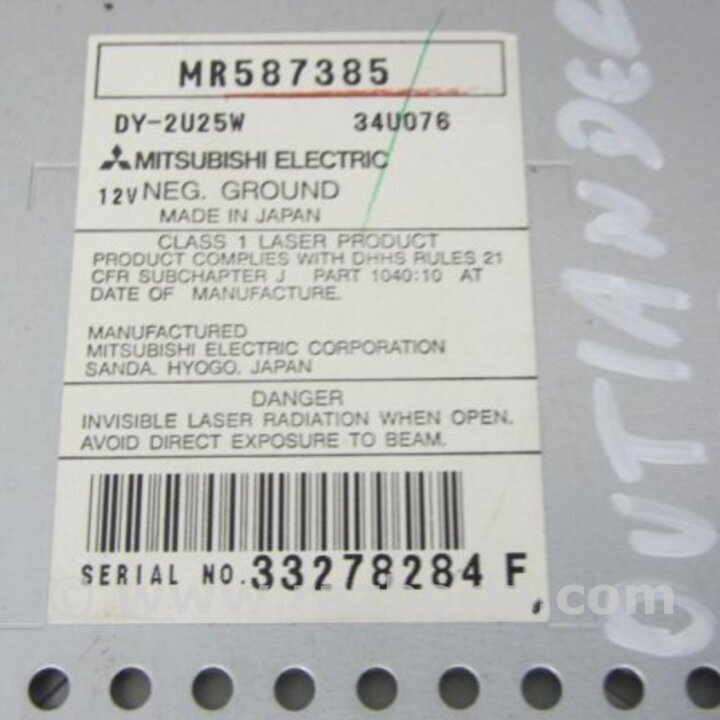 MR587385
DY-2U25W 34U076
MITSUBISHI ELECTRIC
12V NEG. GROUND
MADE IN JAPAN
CLASS 1 LASER PRODUCT
PRODUCT COMPLIES WITH DHHS RULES 21
CFR SUBCHAPTER J PART 1040:10 AT
DATE OF MANUFACTURE.
MANUFACTURED
MITSUBISHI ELECTRIC CORPORATION
SANDA. HYOGO. JAPAN
DANGER
INVISIBLE LASER RADIATION WHEN OPEN.
AVOID DIRECT EXPOSURE TO BEAM.
SERIAL NO. 33278284 F